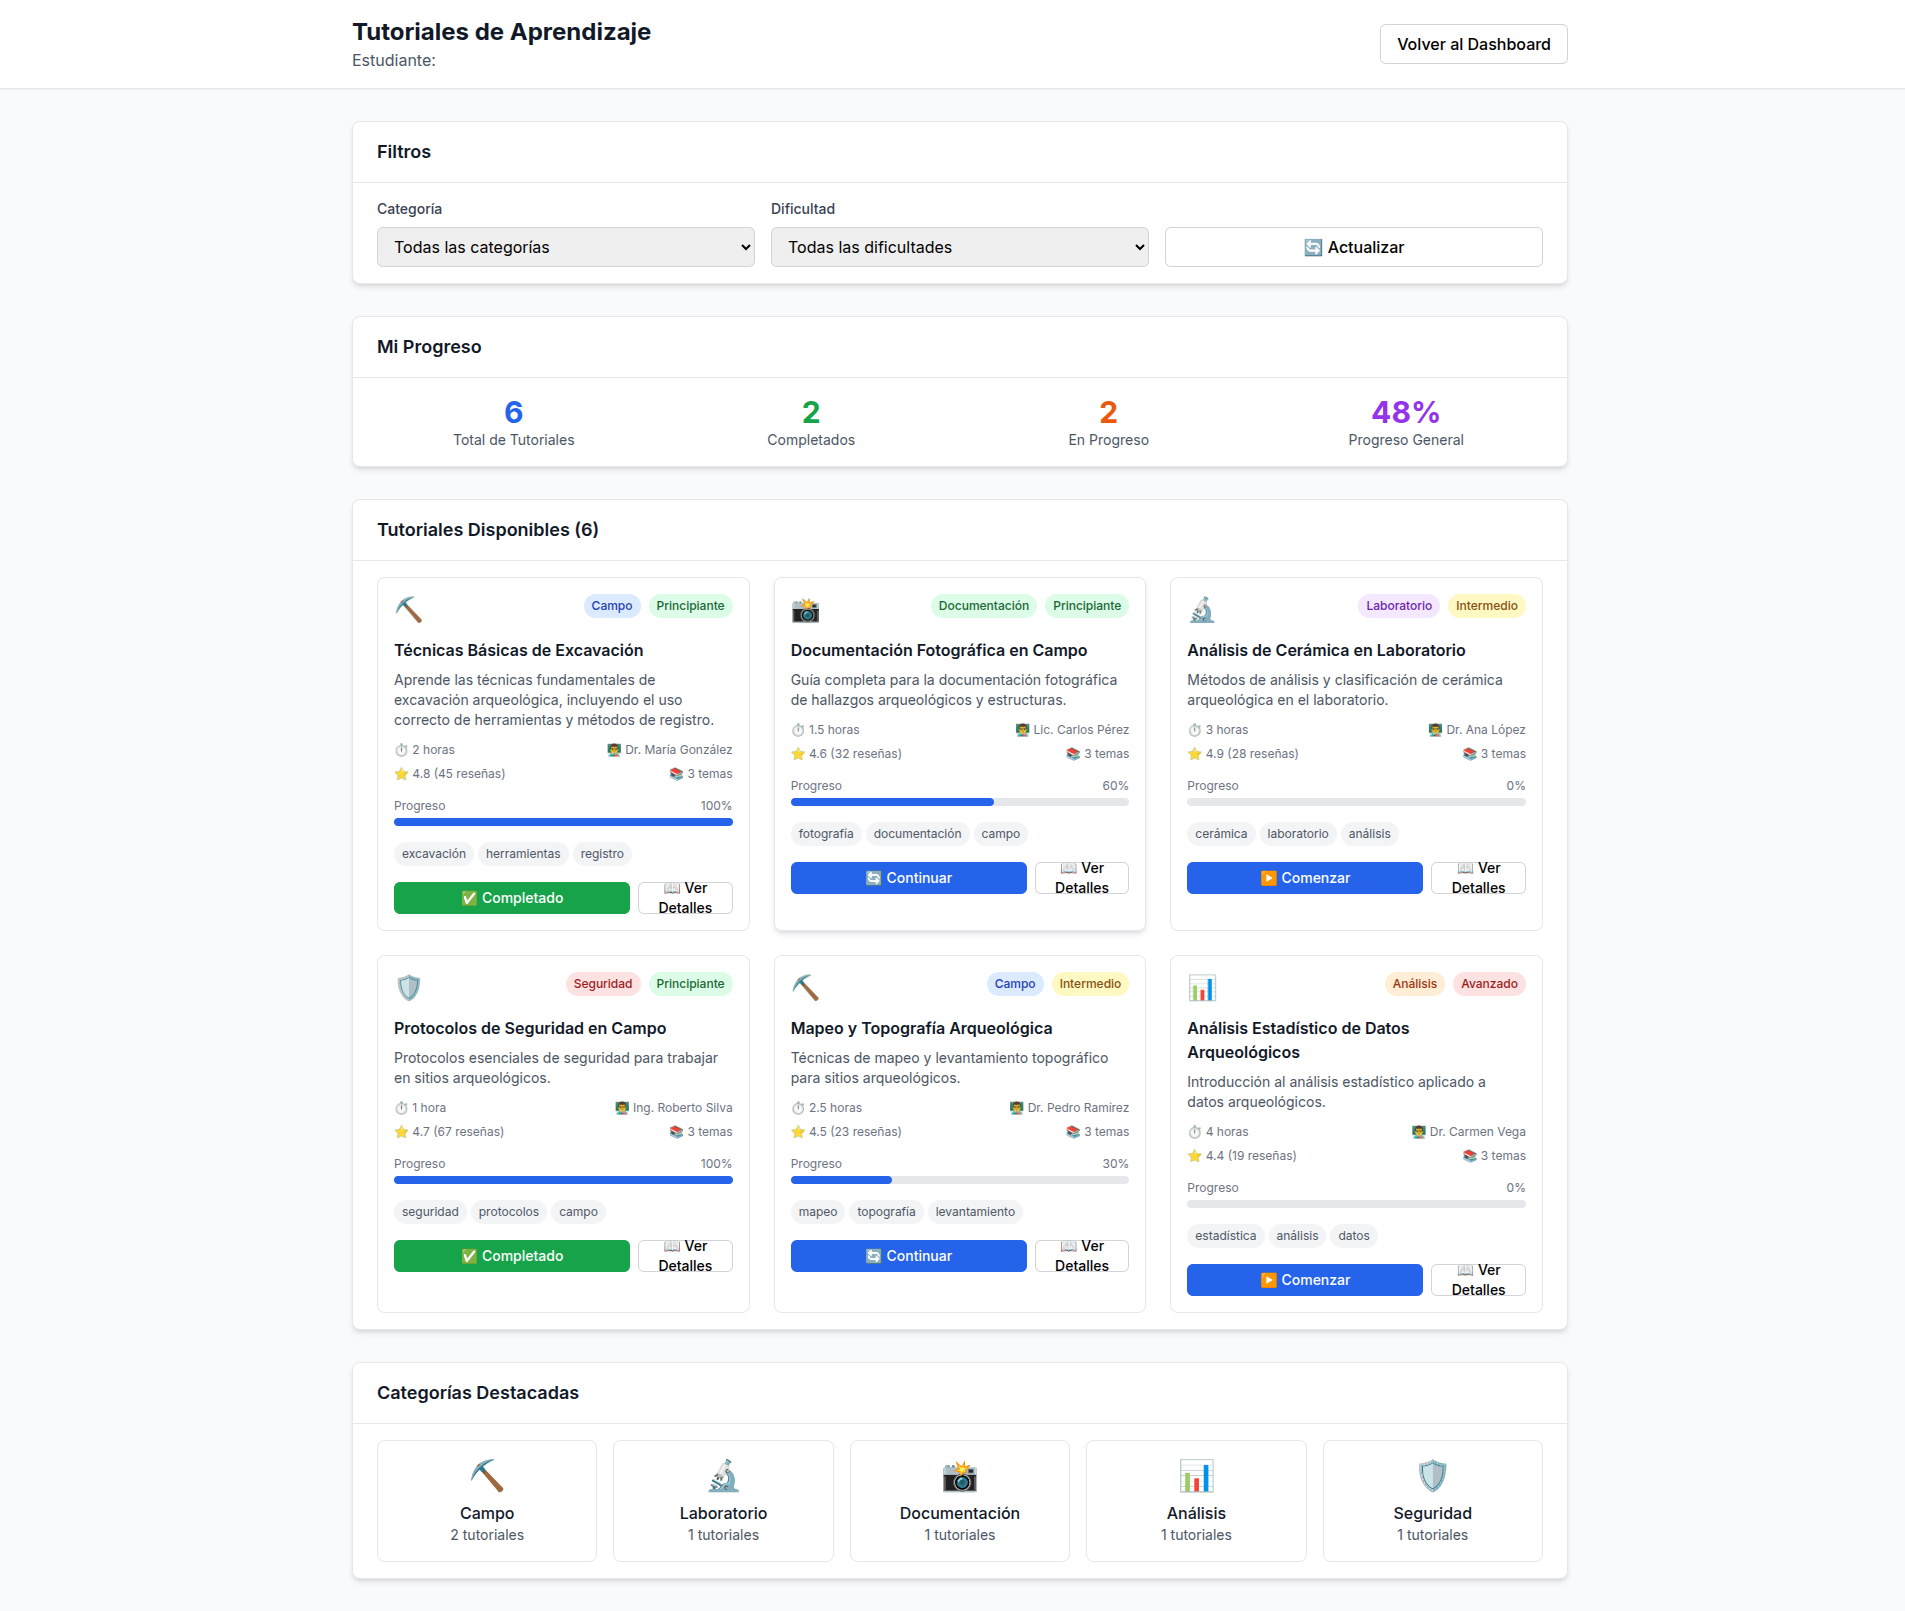 Tutoriales de Aprendizaje
Estudiante:
Volver al Dashboard
Filtros
Categoría
Dificultad
Todas las categorías
Todas las dificultades
🔄 Actualizar
Mi Progreso
6
Total de Tutoriales
2
Completados
2
En Progreso
48%
Progreso General
Tutoriales Disponibles (6)
Campo
Principiante
Técnicas Básicas de Excavación
Aprende las técnicas fundamentales de
excavación arqueológica, incluyendo el uso
correcto de herramientas y métodos de registro.
2 horas
Dr. María González
4.8 (45 reseñas)
3 temas
Progreso
100%
excavación
herramientas
registro
✅ Completado
📖 Ver
Detalles
Documentación
Principiante
Documentación Fotográfica en Campo
Guía completa para la documentación fotográfica
de hallazgos arqueológicos y estructuras.
1.5 horas
Lic. Carlos Pérez
4.6 (32 reseñas)
3 temas
Progreso
60%
fotografía
documentación
campo
🔄 Continuar
📖 Ver
Detalles
Laboratorio
Intermedio
Análisis de Cerámica en Laboratorio
Métodos de análisis y clasificación de cerámica
arqueológica en el laboratorio.
3 horas
Dr. Ana López
4.9 (28 reseñas)
3 temas
Progreso
0%
cerámica
laboratorio
análisis
▶️ Comenzar
📖 Ver
Detalles
Seguridad
Principiante
Protocolos de Seguridad en Campo
Protocolos esenciales de seguridad para trabajar
en sitios arqueológicos.
1 hora
Ing. Roberto Silva
4.7 (67 reseñas)
3 temas
Progreso
100%
seguridad
protocolos
campo
✅ Completado
📖 Ver
Detalles
Campo
Intermedio
Mapeo y Topografía Arqueológica
Técnicas de mapeo y levantamiento topográfico
para sitios arqueológicos.
2.5 horas
Dr. Pedro Ramírez
4.5 (23 reseñas)
3 temas
Progreso
30%
mapeo
topografía
levantamiento
🔄 Continuar
📖 Ver
Detalles
Análisis
Avanzado
Análisis Estadístico de Datos
Arqueológicos
Introducción al análisis estadístico aplicado a
datos arqueológicos.
4 horas
Dr. Carmen Vega
4.4 (19 reseñas)
3 temas
Progreso
0%
estadística
análisis
datos
▶️ Comenzar
📖 Ver
Detalles
Categorías Destacadas
Campo
2 tutoriales
Laboratorio
1 tutoriales
Documentación
1 tutoriales
Análisis
1 tutoriales
Seguridad
1 tutoriales